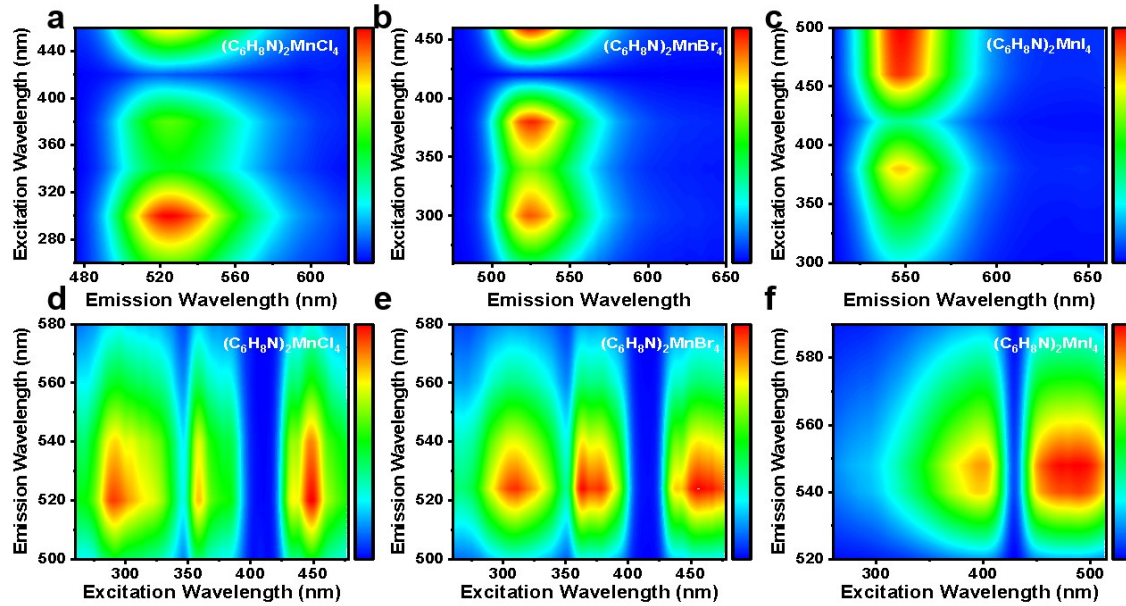 a
(C6H8N)2MnCl4
Excitation Wavelength (nm)
440
400
360
320
280
480
520
560
600
Emission Wavelength (nm)
b
(C6H8N)2MnBr4
Excitation Wavelength (nm)
450
400
350
300
500
550
600
650
Emission Wavelength
c
(C6H8N)2MnI4
Excitation Wavelength (nm)
500
450
400
350
300
550
600
650
Emission Wavelength (nm)
d
(C6H8N)2MnCl4
Emission Wavelength (nm)
580
560
540
520
500
300
350
400
450
Excitation Wavelength (nm)
e
(C6H8N)2MnBr4
Emission Wavelength (nm)
580
560
540
520
500
300
350
400
450
Excitation Wavelength (nm)
f
(C6H8N)2MnI4
Emission Wavelength (nm)
580
560
540
520
300
400
500
Excitation Wavelength (nm)